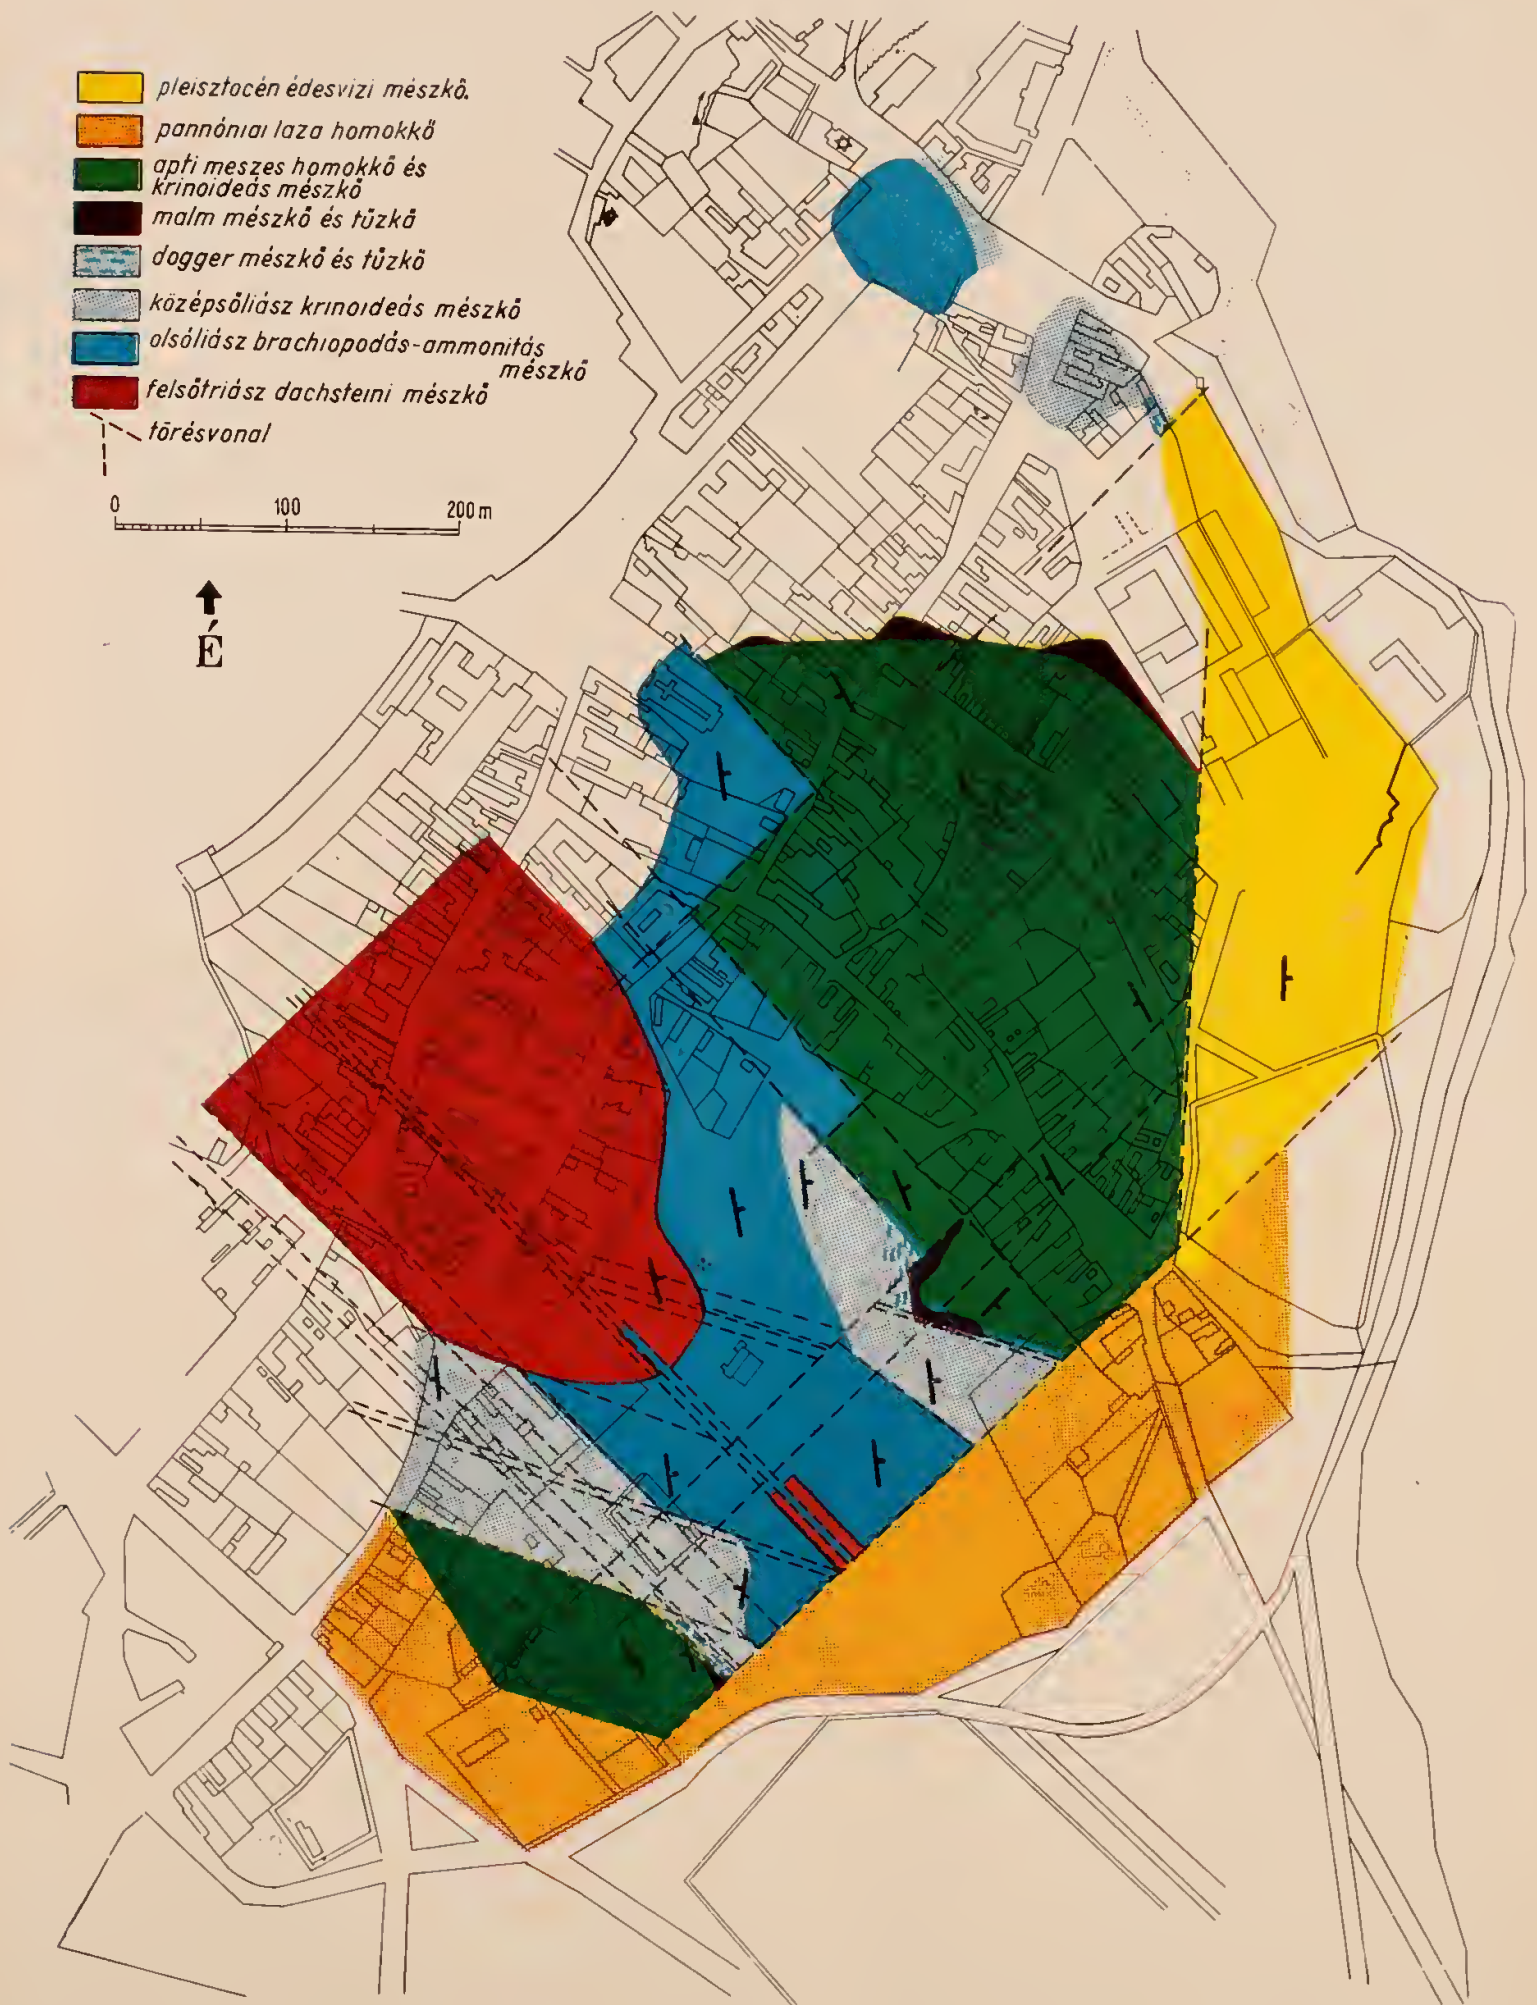 pleisztocén édesvizi mészkő.
pannóniai laza homokkő
apti meszes homokkő és
krinoideás mészkő
malm mészkő és tűzkő
dogger mészkő és tűzkő
középsőliász krinoideás mészkő
olsóliász brachiopodás-ammonitás
mészkő
felsőtriász dachsteini mészkő
törésvonal
0 100 200 m
É